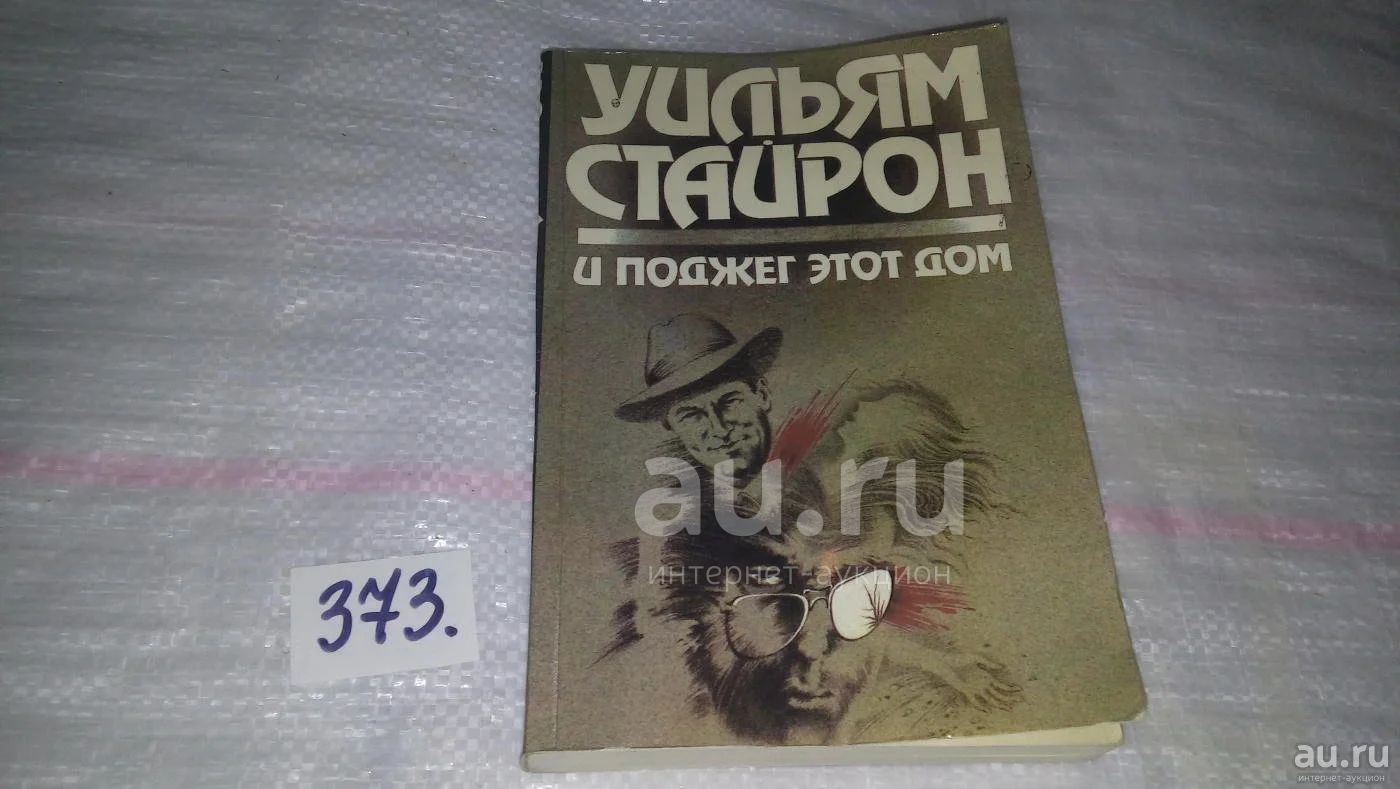 УИЛЬЯМ
СТАЙРОН
И ПОДЖЕГ ЭТОТ ДОМ
au.ru
интернет-аукцион
373.
au.ru
интернет-аукцион